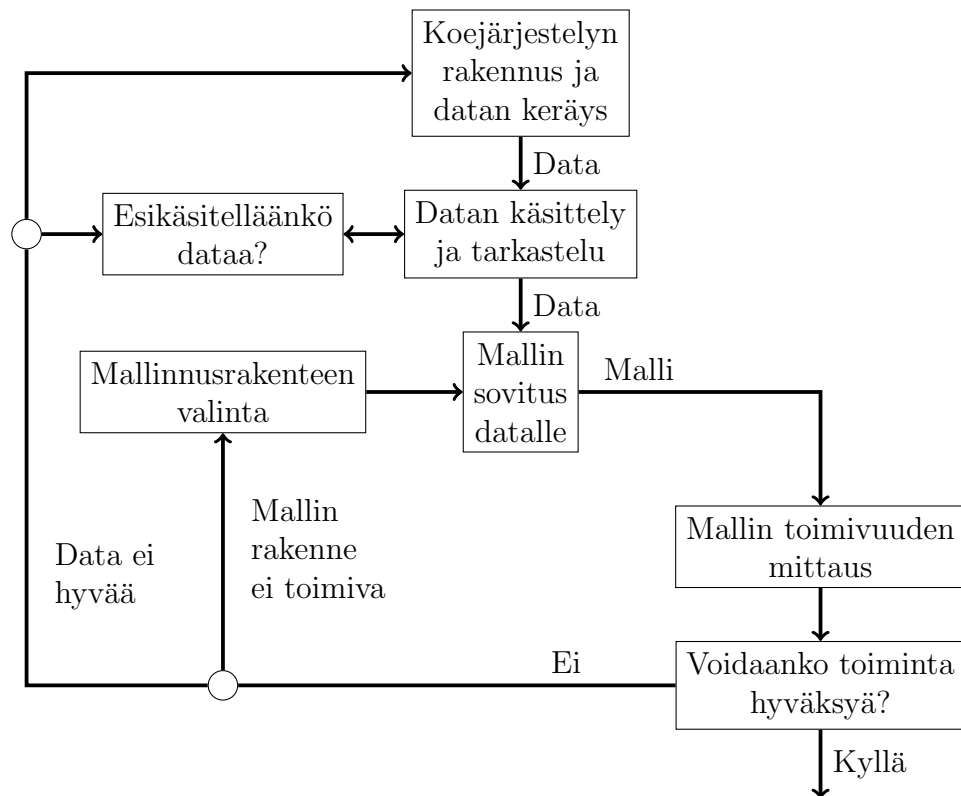 Koejärjestelyn
rakennus ja
datan keräys
Data
Esikäsitelläänkö
dataa?
Datan käsittely
ja tarkastelu
Data
Mallinnusrakenteen
valinta
Mallin
sovitus
datalle
Malli
Mallin toimivuuden
mittaus
Data ei
hyvää
Mallin
rakenne
ei toimiva
Ei
Voidaanko toiminta
hyväksyä?
Kyllä